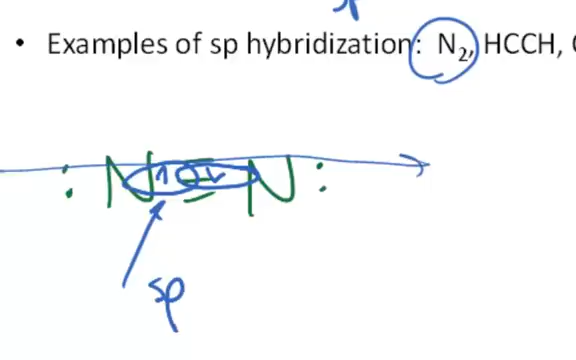 • Examples of sp hybridization: N₂, HCCH,
:N≡N:
sp